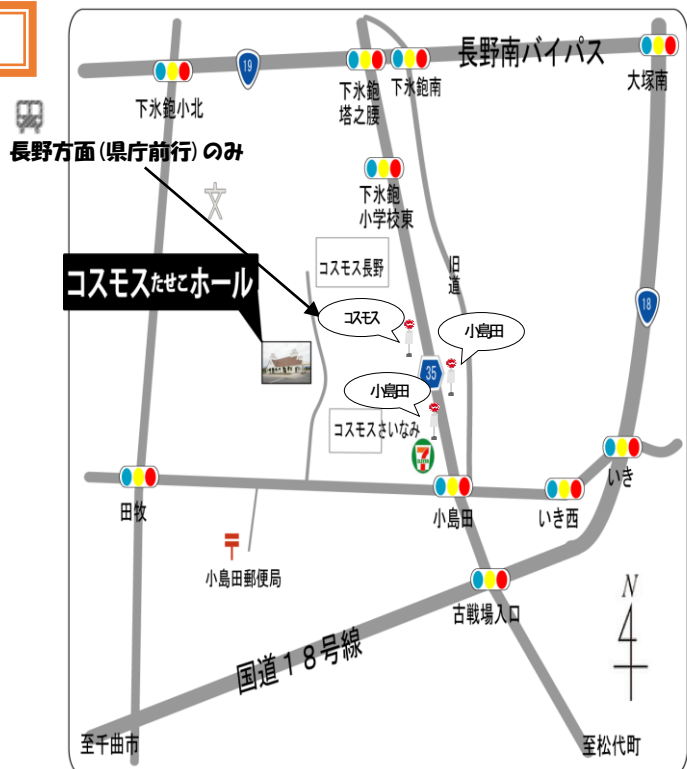 長野南バイパス
19
大塚南
下氷鉋小北
下氷鉋
塔之腰
下氷鉋南
長野方面(県庁前行)のみ
下氷鉋
小学校東
文
コスモス長野
旧
道
コスモスたせこホール
18
コスモス
小島田
35
小島田
コスモスさいなみ
7
いき
田牧
小島田
いき西
小島田郵便局
古戦場入口
N
国道18号線
至千曲市
至松代町